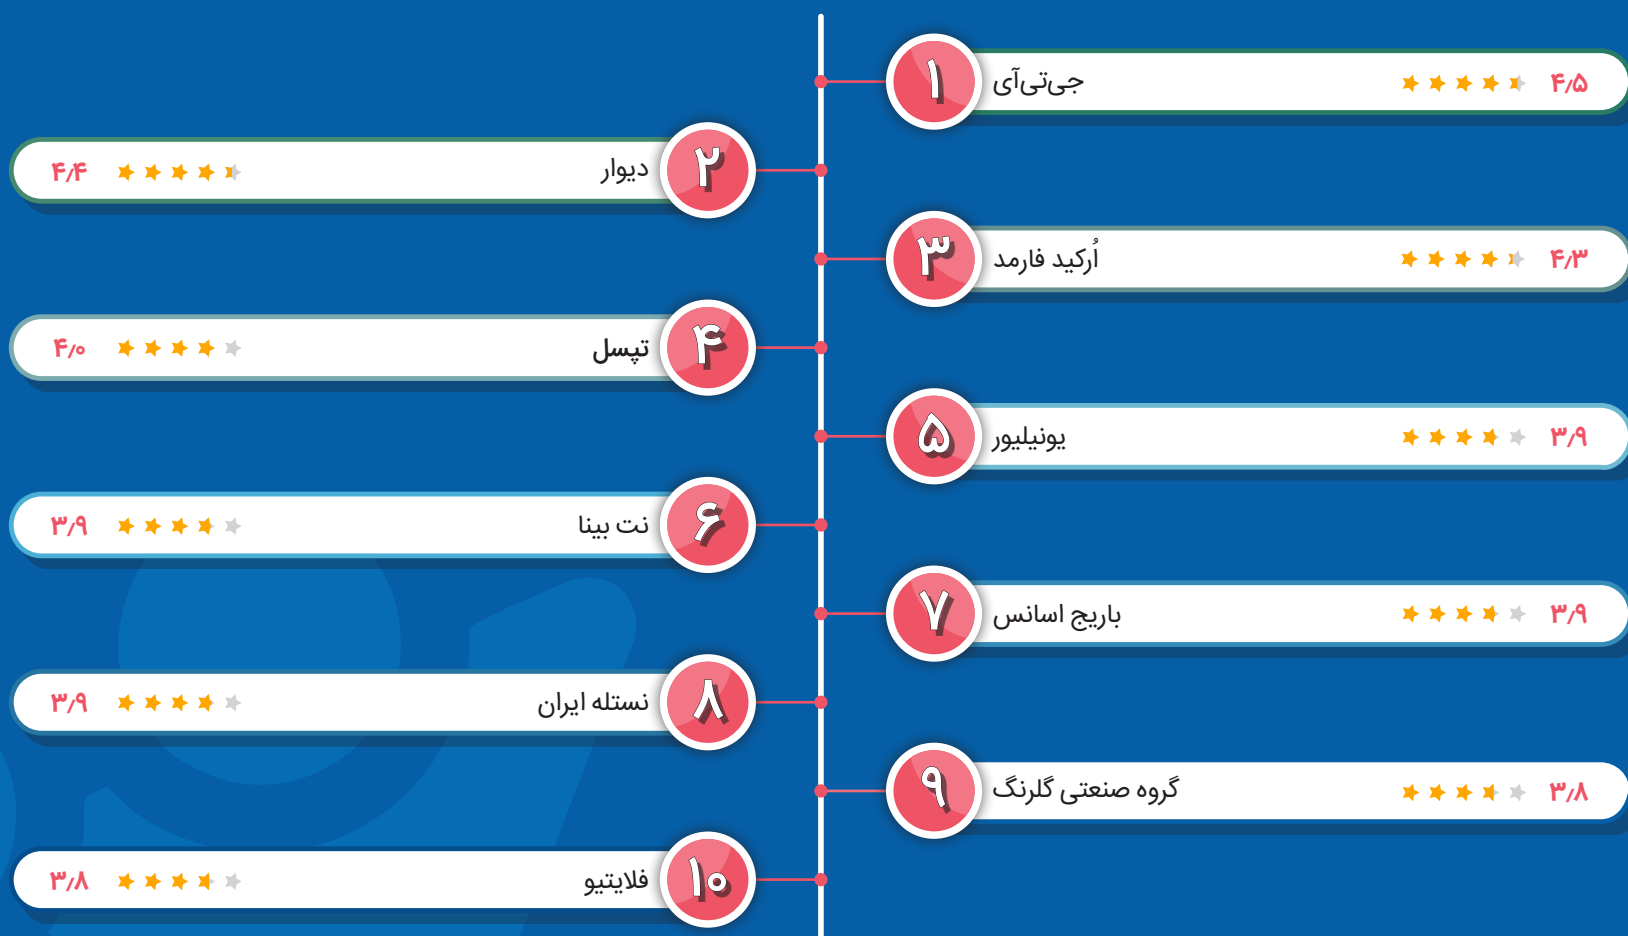 ۱ جی‌تی‌آی ۴٫۵
۲ دیوار ۴٫۴
۳ اُرکید فارمد ۴٫۳
۴ تپسل ۴٫۰
۵ یونیلیور ۳٫۹
۶ نت بینا ۳٫۹
۷ باریج اسانس ۳٫۹
۸ نستله ایران ۳٫۹
۹ گروه صنعتی گلرنگ ۳٫۸
۱۰ فلایتیو ۳٫۸